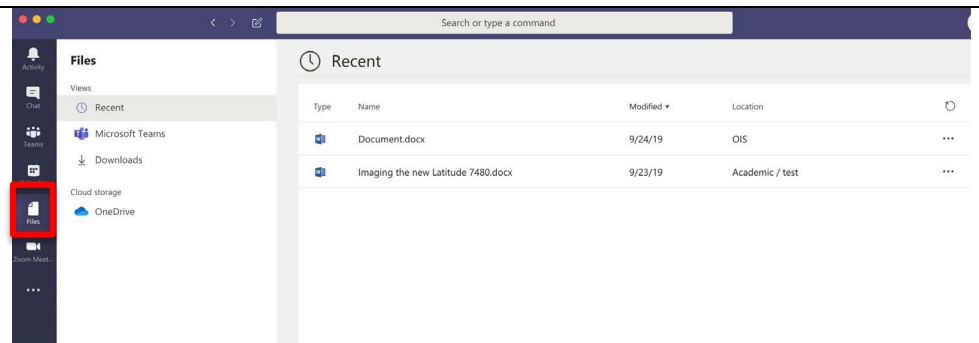 Search or type a command
Activity
Chat
Teams
Files
Zoom Meet...
Files
Views
Recent
Microsoft Teams
Downloads
Cloud storage
OneDrive
Recent
Type Name Modified Location
Document.docx 9/24/19 OIS
Imaging the new Latitude 7480.docx 9/23/19 Academic / test